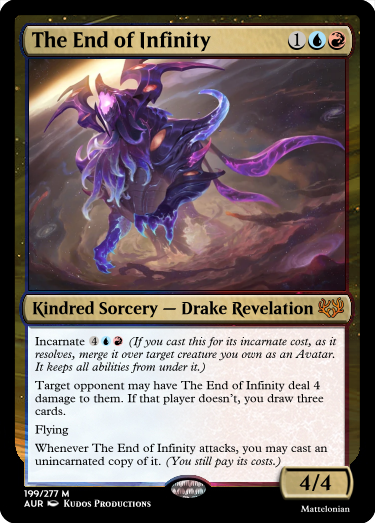 The End of Infinity 1
Kindred Sorcery — Drake Revelation
Incarnate 4 (If you cast this for its incarnate cost, as it
resolves, merge it over target creature you own as an Avatar.
It keeps all abilities from under it.)
Target opponent may have The End of Infinity deal 4
damage to them. If that player doesn't, you draw three
cards.
Flying
Whenever The End of Infinity attacks, you may cast an
unincarnated copy of it. (You still pay its costs.)
4/4
199/277 M
AUR Kudos Productions
Mattelonian